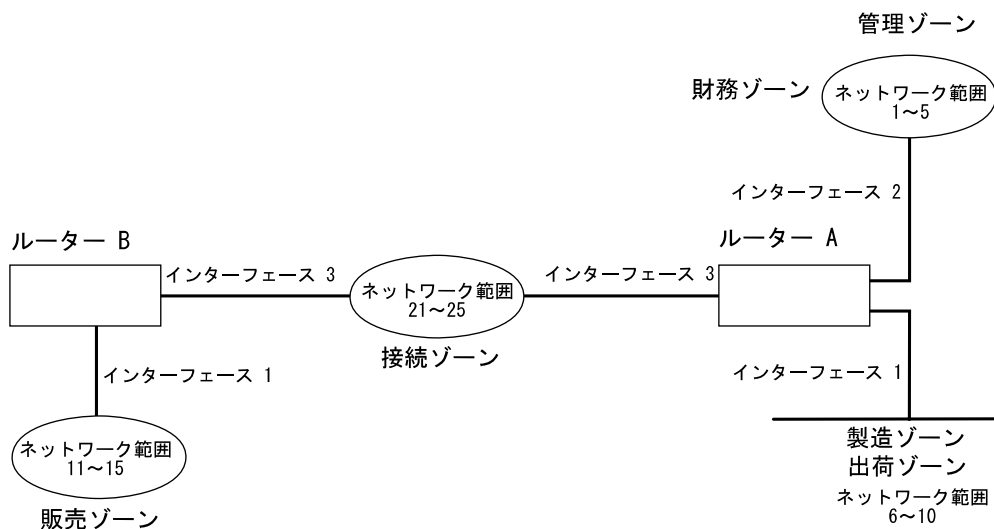 管理ゾーン
財務ゾーン
ネットワーク範囲
1〜5
インターフェース 2
ルーター B
ルーター A
インターフェース 3
ネットワーク範囲
21〜25
インターフェース 3
接続ゾーン
インターフェース 1
インターフェース 1
ネットワーク範囲
11〜15
販売ゾーン
製造ゾーン
出荷ゾーン
ネットワーク範囲
6〜10